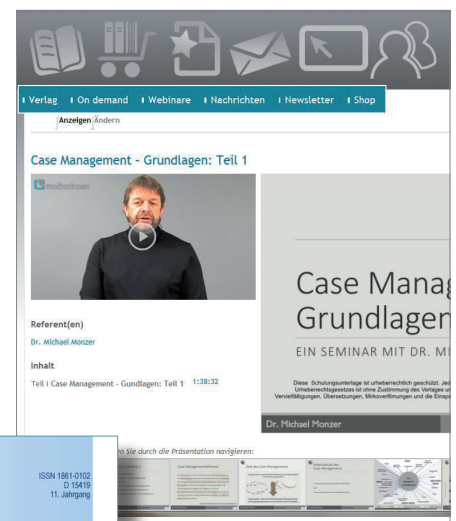 Verlag On demand Webinare Nachrichten Newsletter Shop
Anzeigen Ändern
Case Management - Grundlagen: Teil 1
medhochzwei
Case Manag
Grundlagen
EIN SEMINAR MIT DR. MI
Diese Schulungsunterlage ist urheberrechtlich geschützt. Jed
Urheberrechtsgesetzes ist ohne Zustimmung des Verlages u
Vervielfältigungen, Übersetzungen, Mikroverfilmungen und die Einsp
Dr. Michael Monzer
Referent(en)
Dr. Michael Monzer
Inhalt
Teil I Case Management - Gundlagen: Teil 1 1:38:32
en Sie durch die Präsentation navigieren:
ISSN 1861-0102
D 15419
11. Jahrgang